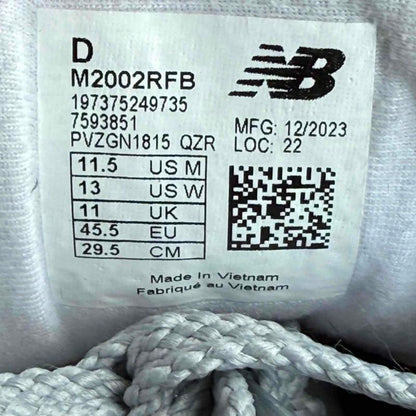 D
M2002RFB
197375249735
7593851
PVZGN1815 QZR
11.5 US M
13 US W
11 UK
45.5 EU
29.5 CM
NB
MFG: 12/2023
LOC: 22
Made In Vietnam
Fabriqué au Vietnam